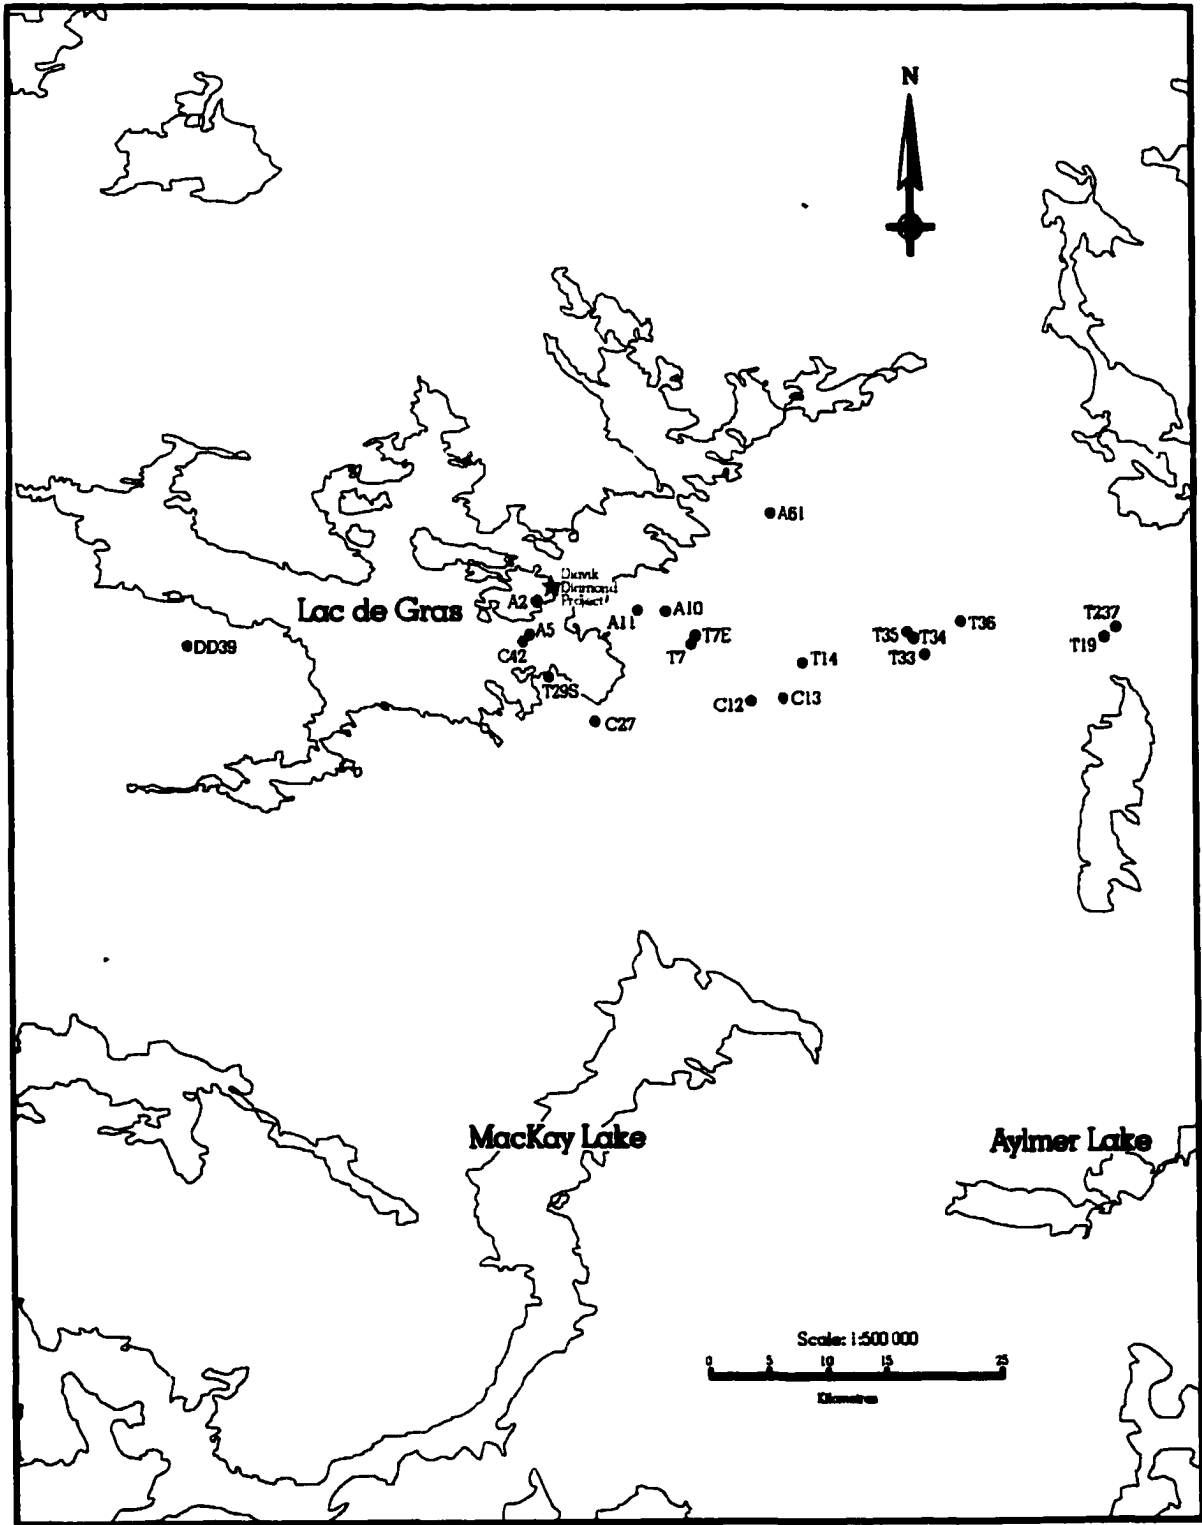 N
A61
Diavik
Diamond
Project
Lac de Gras
A2
A11
A10
T36
T237
A5
T7E
T35
T34
T19
DD39
C42
T7
T14
T33
T29S
C12
C13
C27
MacKay Lake
Aylmer Lake
Scale: 1:500 000
0 5 10 15 25
Kilometres